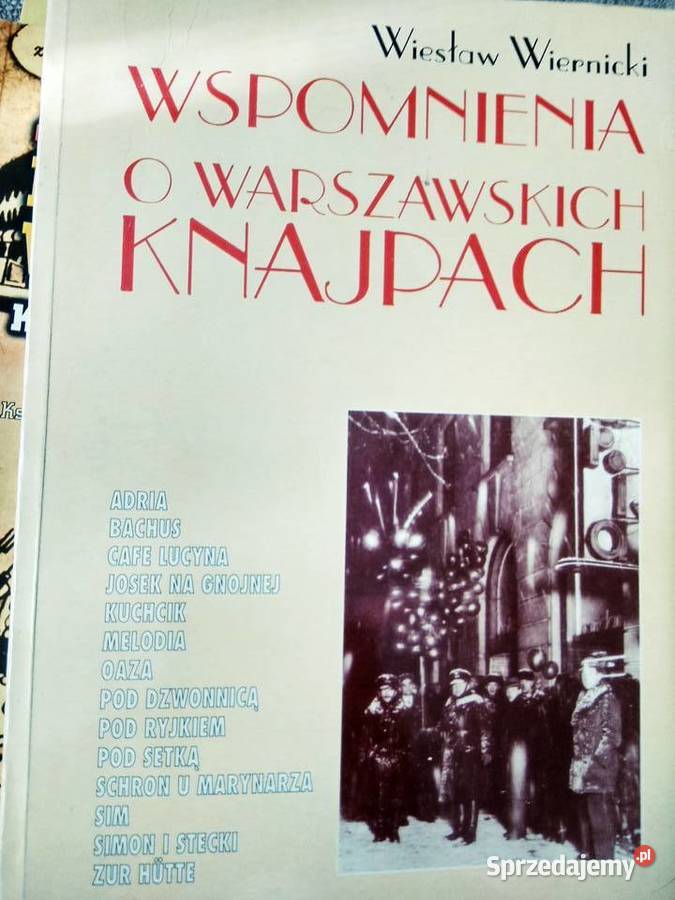 Wiesław Wiernicki
WSPOMNIENIA
O WARSZAWSKICH
KNAJPACH
ADRIA
BACHUS
CAFE LUCYNA
JOSEK NA GNOJNEJ
KUCHCIK
MELODIA
OAZA
POD DZWONNICĄ
POD RYJKIEM
POD SETKĄ
SCHRON U MARYNARZA
SIM
SIMON I STECKI
ZUR HÜTTE
Sprzedajemy.pl